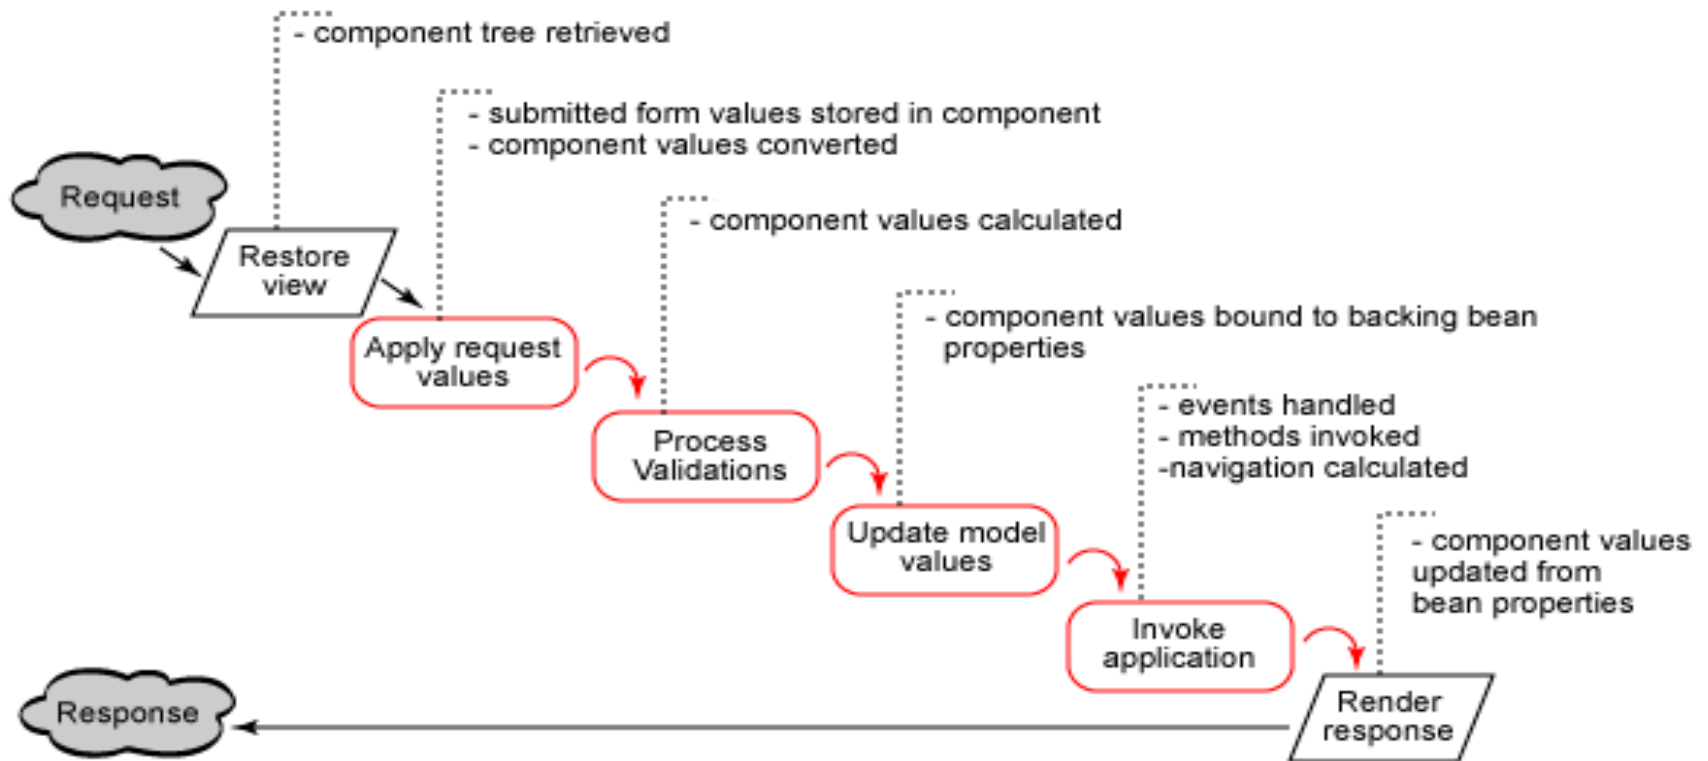 - component tree retrieved
- submitted form values stored in component
- component values converted
Request
- component values calculated
Restore
view
- component values bound to backing bean
properties
Apply request
values
- events handled
- methods invoked
-navigation calculated
Process
Validations
Update model
values
- component values
updated from
bean properties
Invoke
application
Response
Render
response